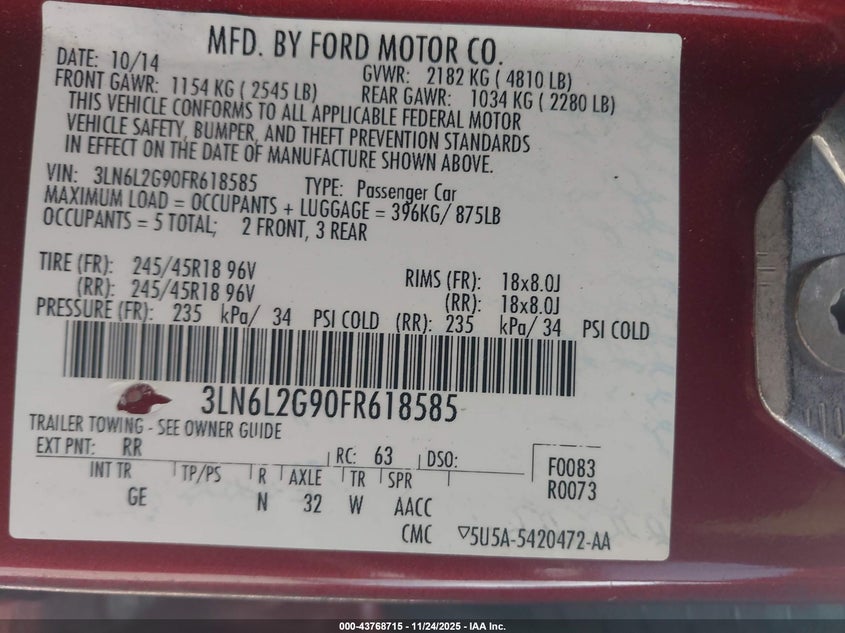 MFD. BY FORD MOTOR CO.
DATE: 10/14 GVWR: 2182 KG ( 4810 LB)
FRONT GAWR: 1154 KG ( 2545 LB) REAR GAWR: 1034 KG ( 2280 LB)
THIS VEHICLE CONFORMS TO ALL APPLICABLE FEDERAL MOTOR
VEHICLE SAFETY, BUMPER, AND THEFT PREVENTION STANDARDS
IN EFFECT ON THE DATE OF MANUFACTURE SHOWN ABOVE.
VIN: 3LN6L2G90FR618585 TYPE: Passenger Car
MAXIMUM LOAD = OCCUPANTS + LUGGAGE = 396KG/ 875LB
OCCUPANTS = 5 TOTAL; 2 FRONT, 3 REAR
TIRE (FR): 245/45R18 96V RIMS (FR): 18x8.0J
(RR): 245/45R18 96V (RR): 18x8.0J
PRESSURE (FR): 235 kPa/ 34 PSI COLD (RR): 235 kPa/ 34 PSI COLD
3LN6L2G90FR618585
TRAILER TOWING - SEE OWNER GUIDE
EXT PNT: RR RC: 63 DSO: F0083
INT TR TP/PS R AXLE TR SPR R0073
GE N 32 W AACC
CMC ▽5U5A-5420472-AA
000-43768715 - 11/24/2025 - IAA Inc.